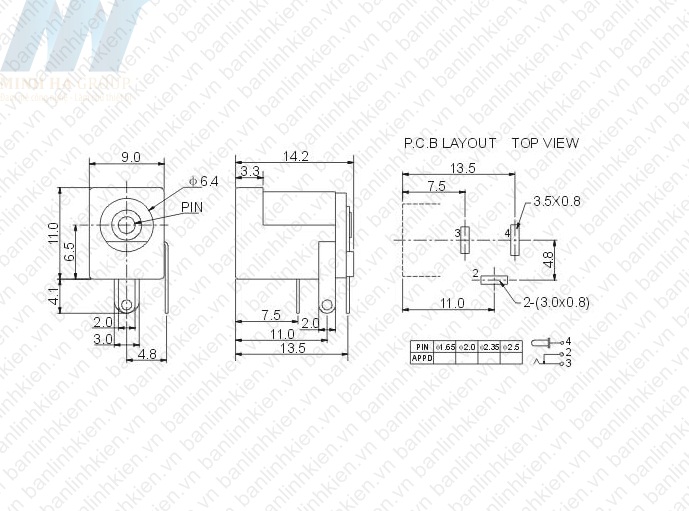 MINH HA GROUP
banlinhkien.vn
P.C.B LAYOUT TOP VIEW
9.0
14.2
3.3
13.5
7.5
ϕ6.4
PIN
3.5X0.8
11.0
6.5
3
4
4.8
2
4.1
11.0
2-(3.0X0.8)
2.0
3.0
4.8
7.5
2.0
11.0
13.5
PIN ϕ1.65 ϕ2.0 ϕ2.35 ϕ2.5
APPD
4
2
3